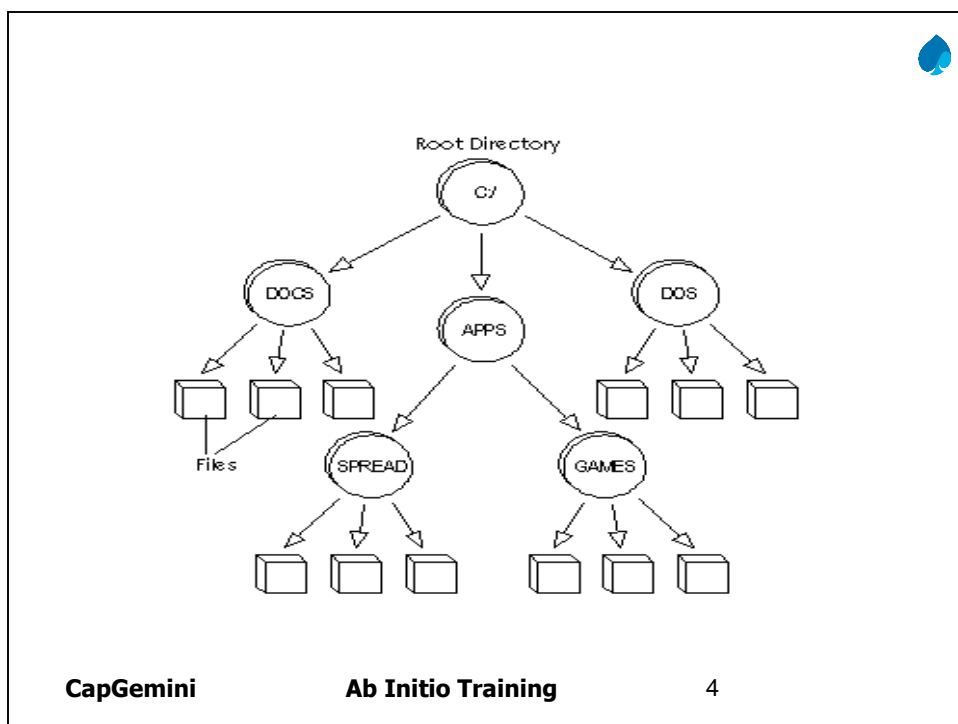 Root Directory
C:/
DOCS
DOS
APPS
Files
SPREAD
GAMES
CapGemini Ab Initio Training 4